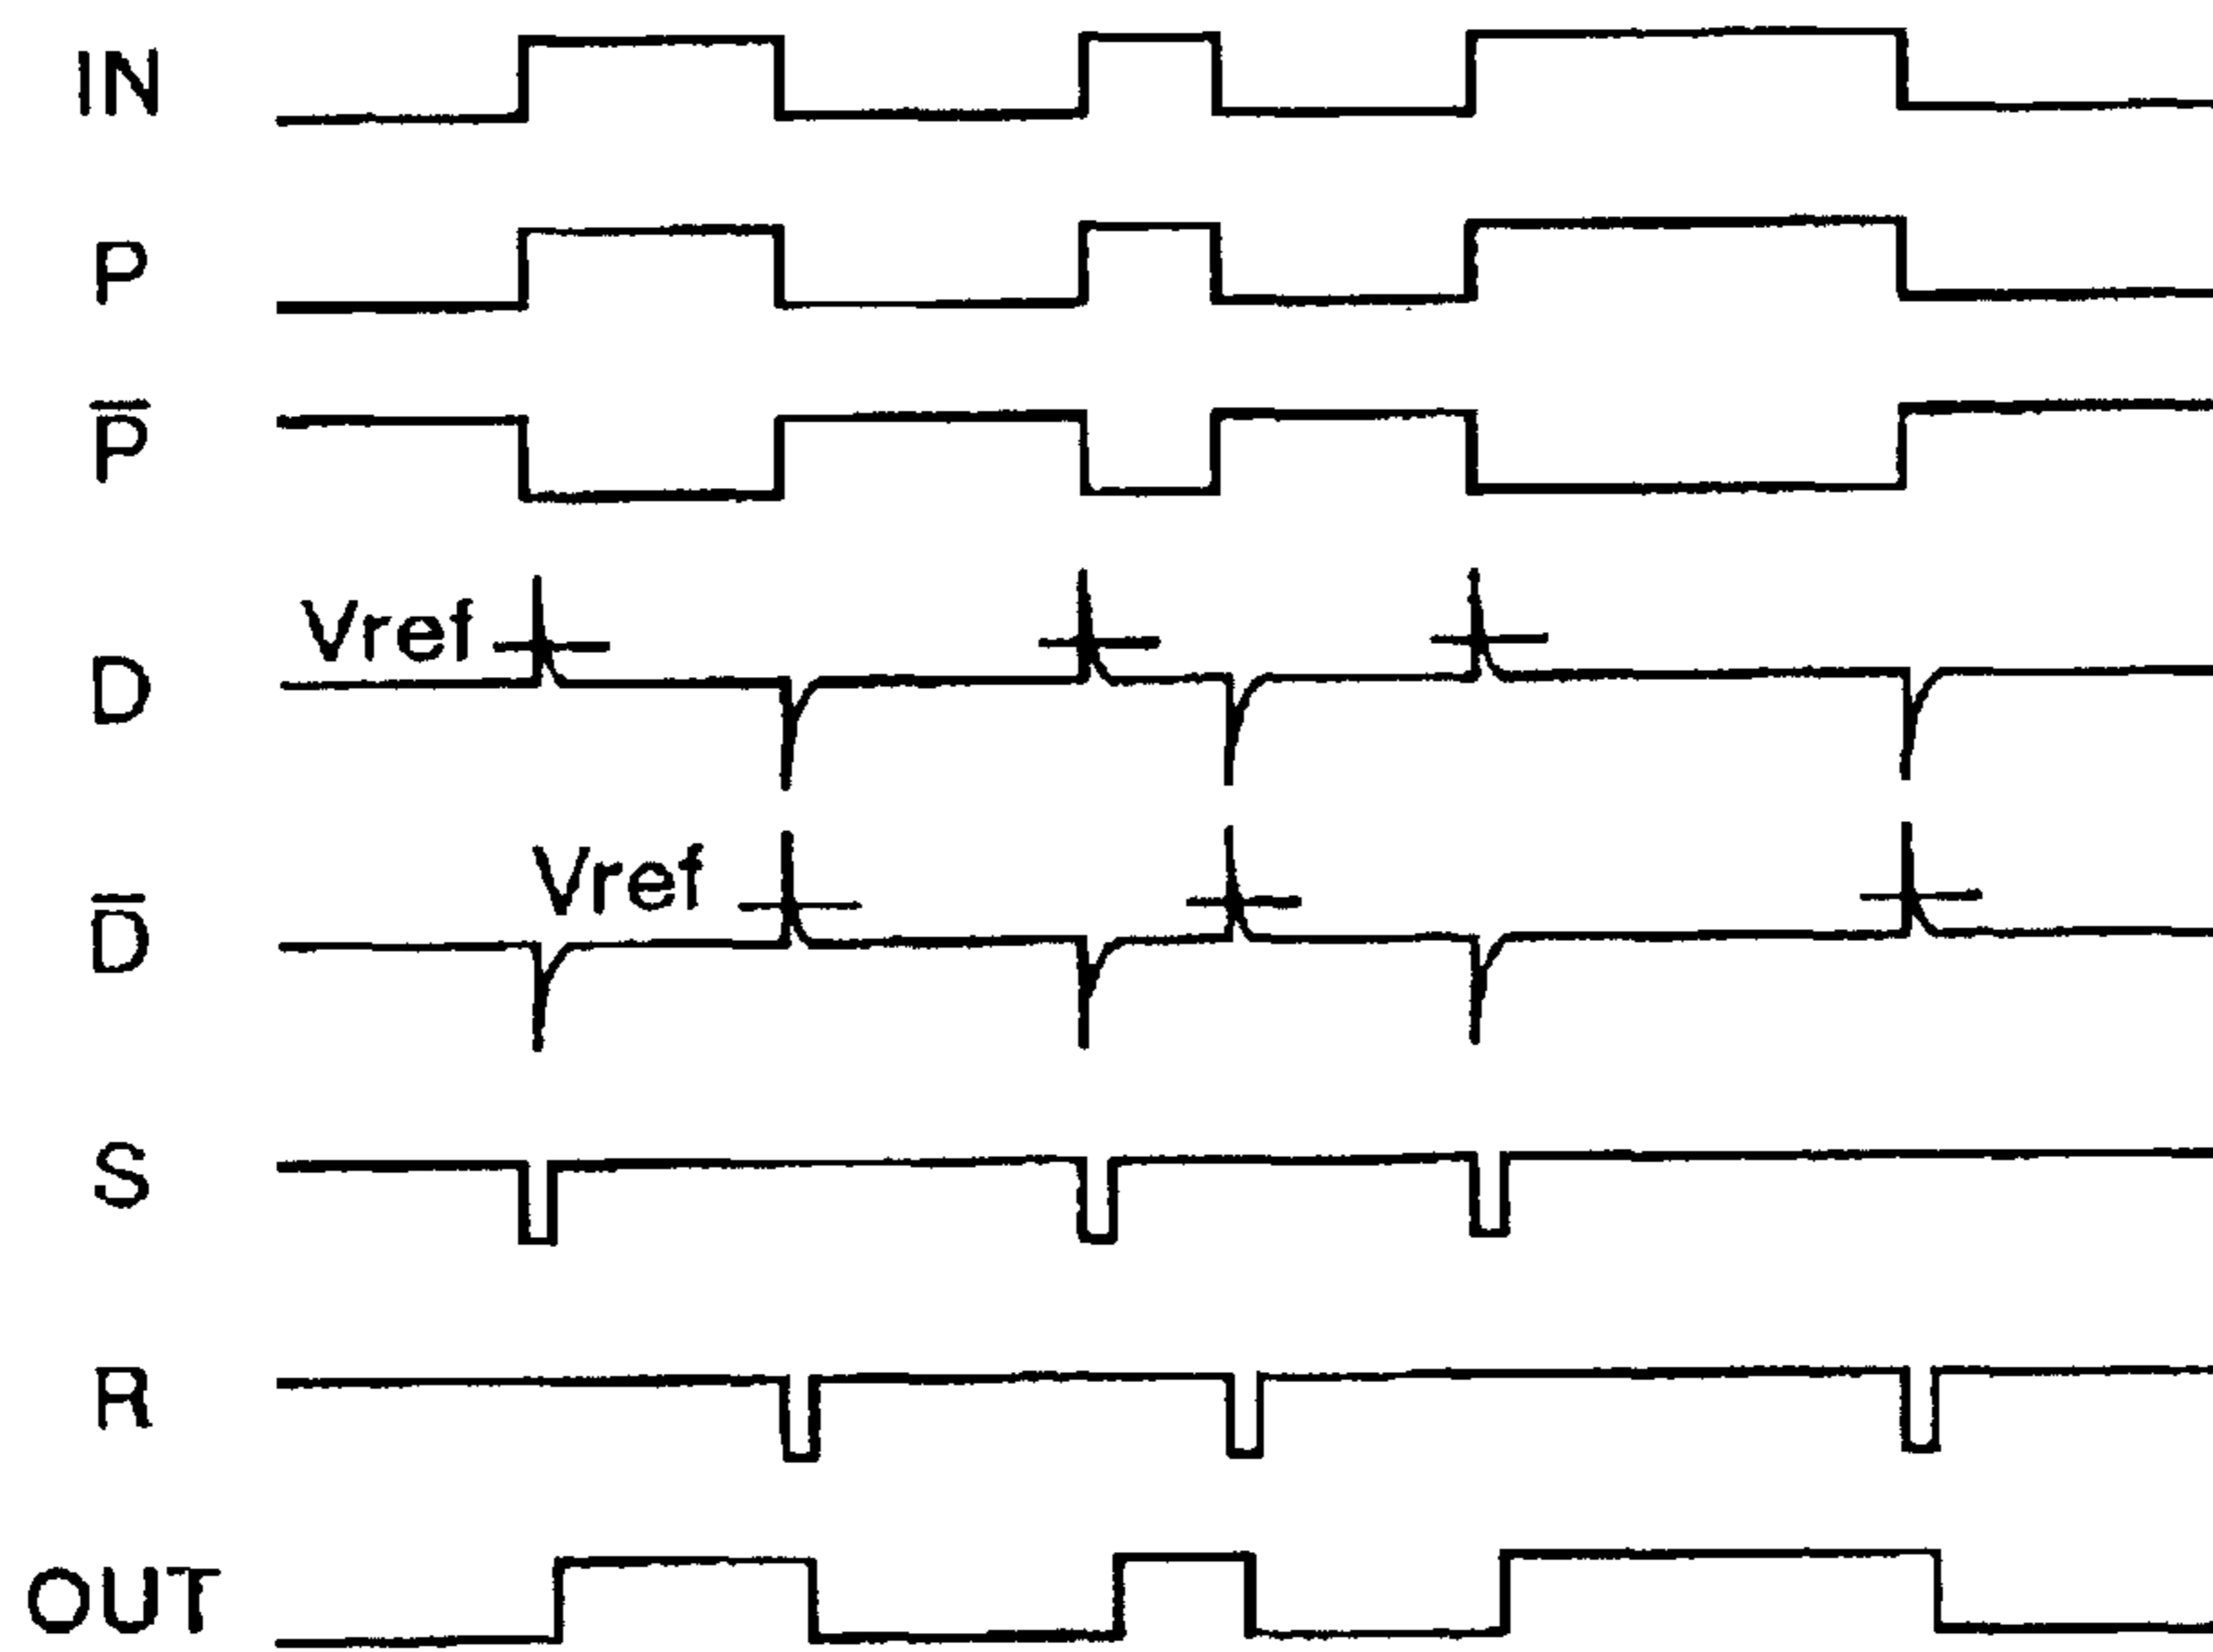 IN
P
P̅
Vref
D
Vref
D̅
S
R
OUT